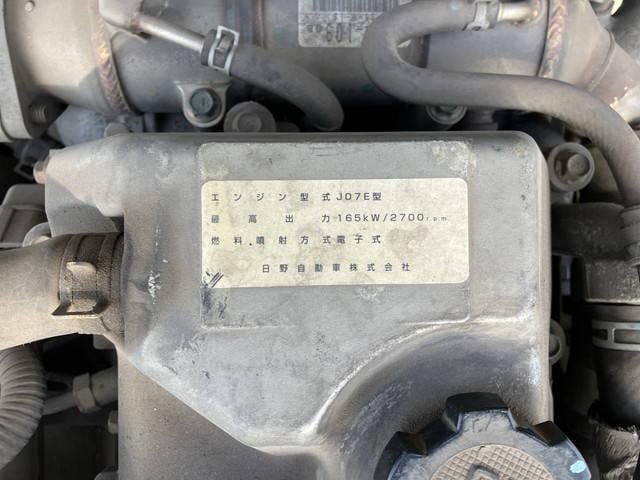 エンジン型式J07E型
最高出力165kW/2700r.p.m
燃料噴射方式電子式
日野自動車株式会社